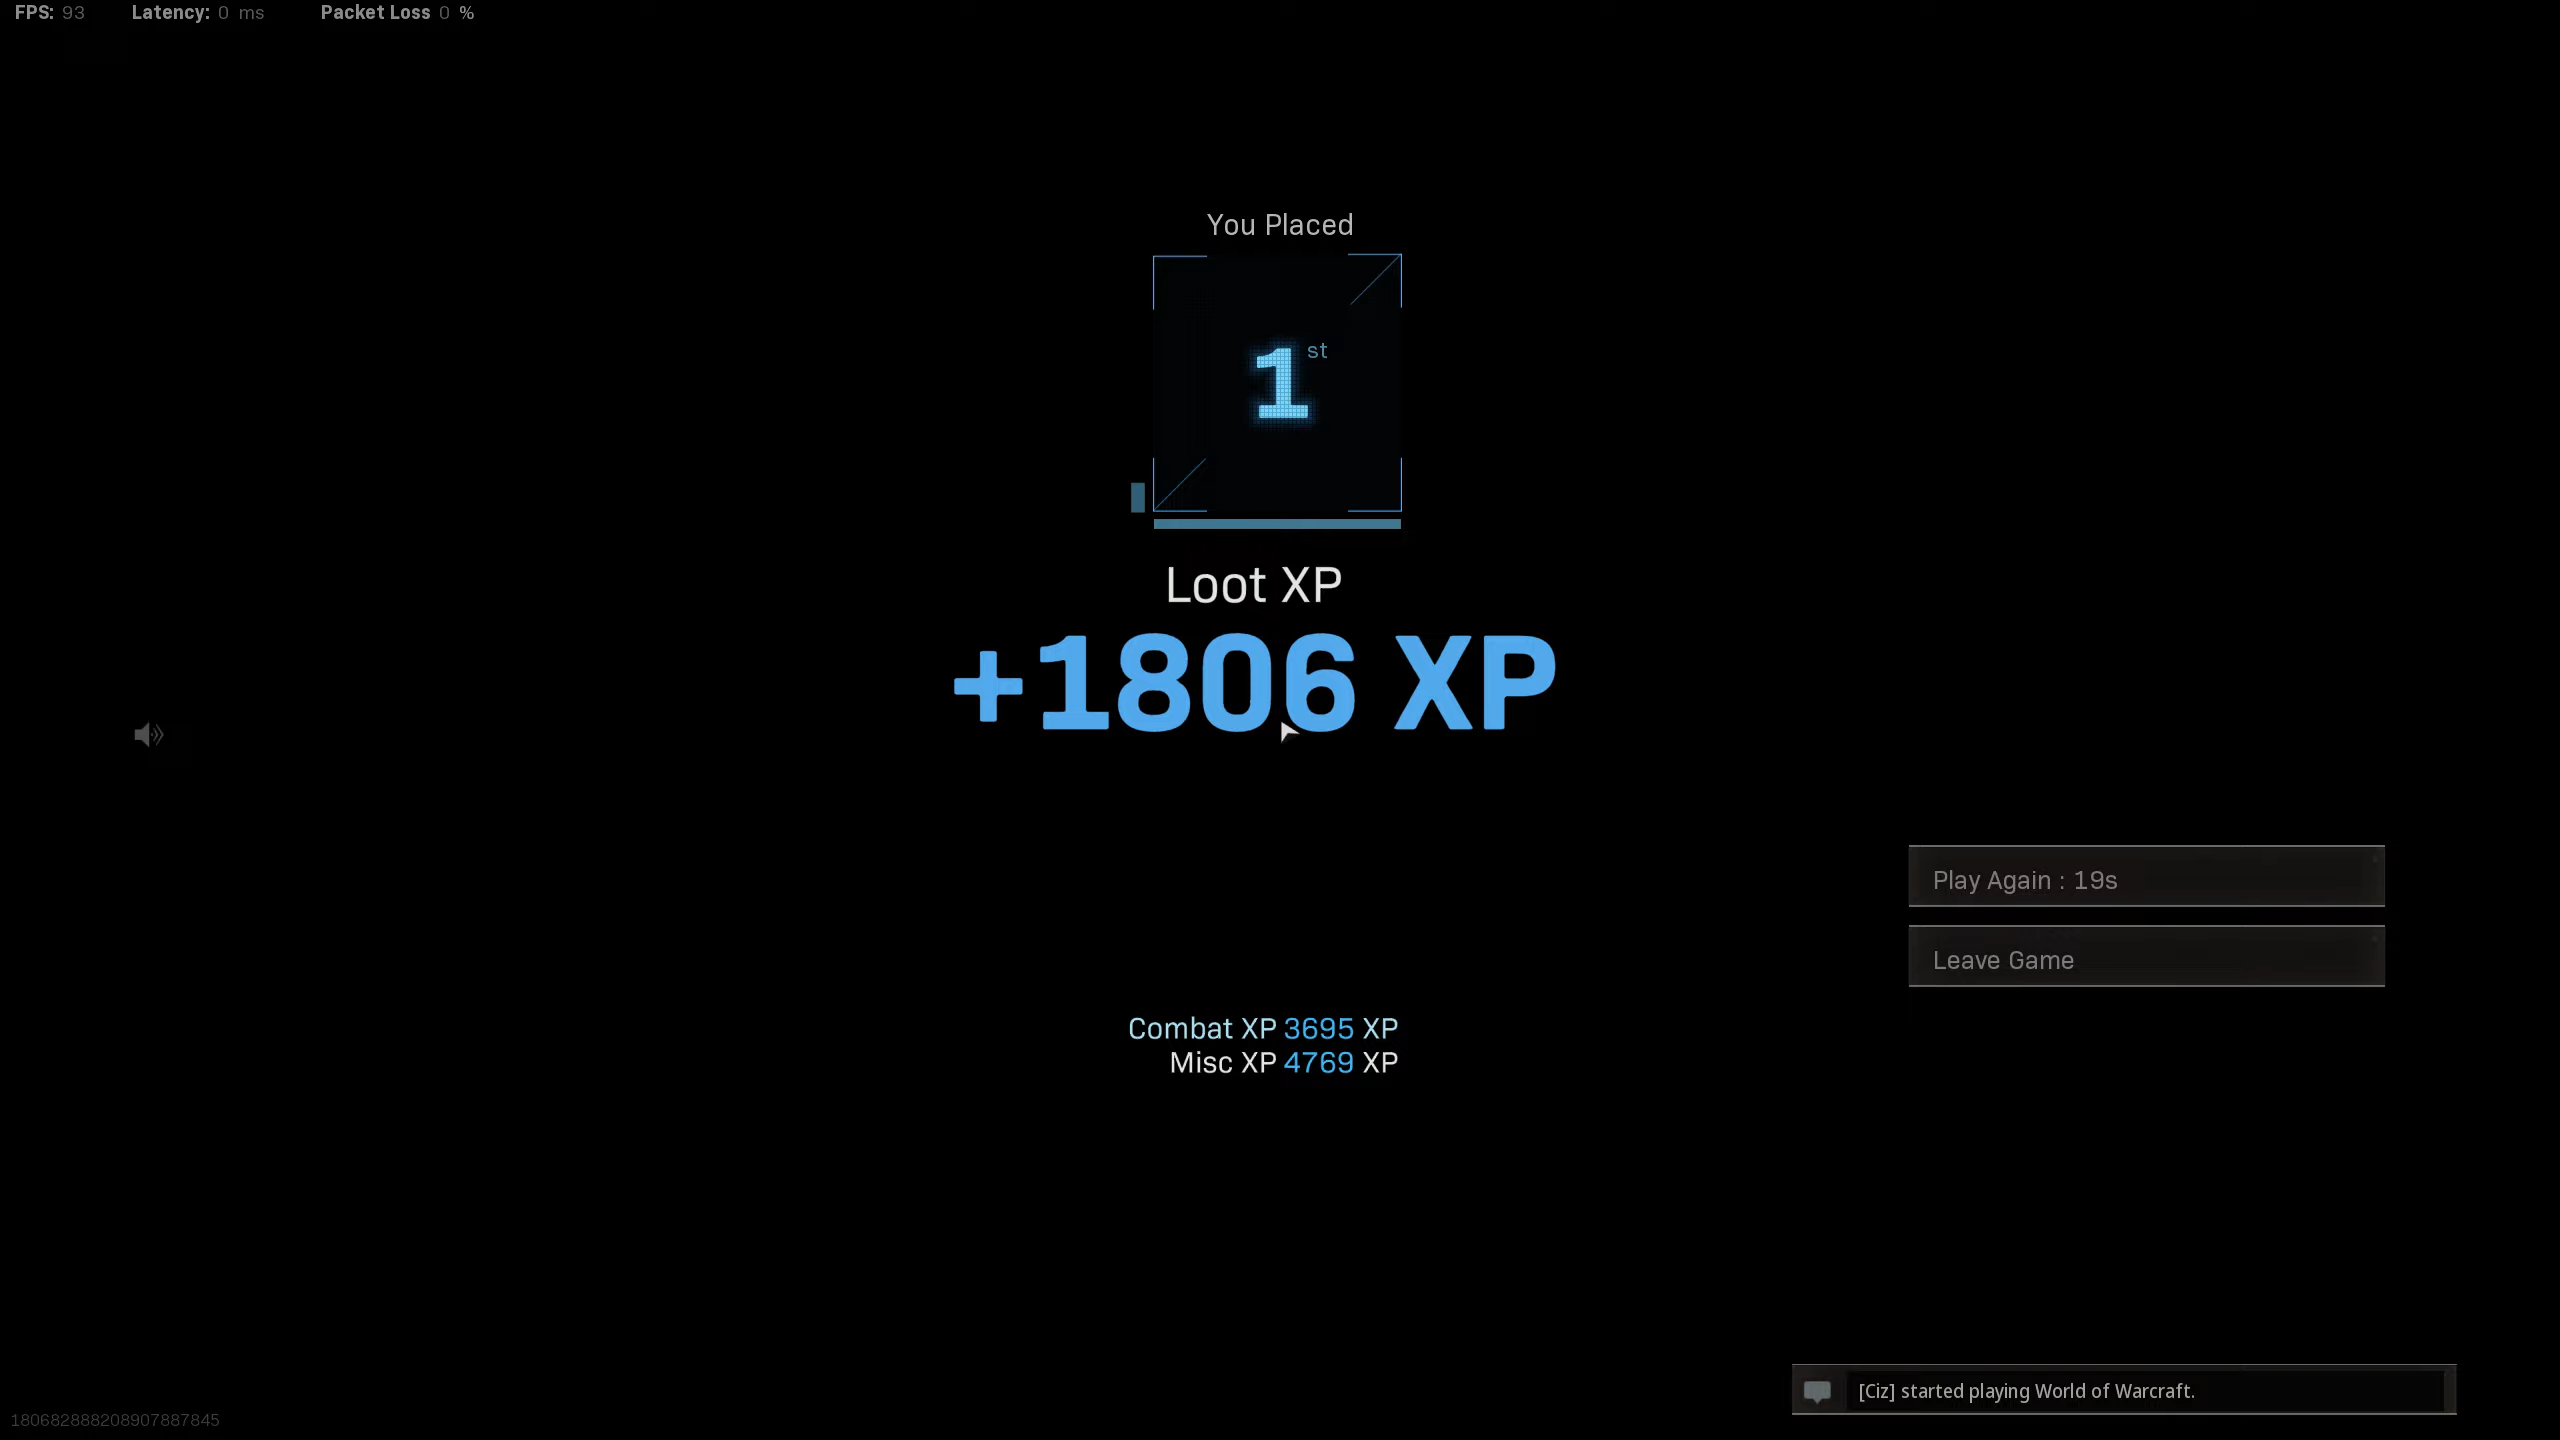 FPS: 93 Latency: 0 ms Packet Loss 0 %
You Placed
1st
Loot XP
+1806 XP
Play Again : 19s
Leave Game
Combat XP 3695 XP
Misc XP 4769 XP
[Ciz] started playing World of Warcraft.
180682888208907887845